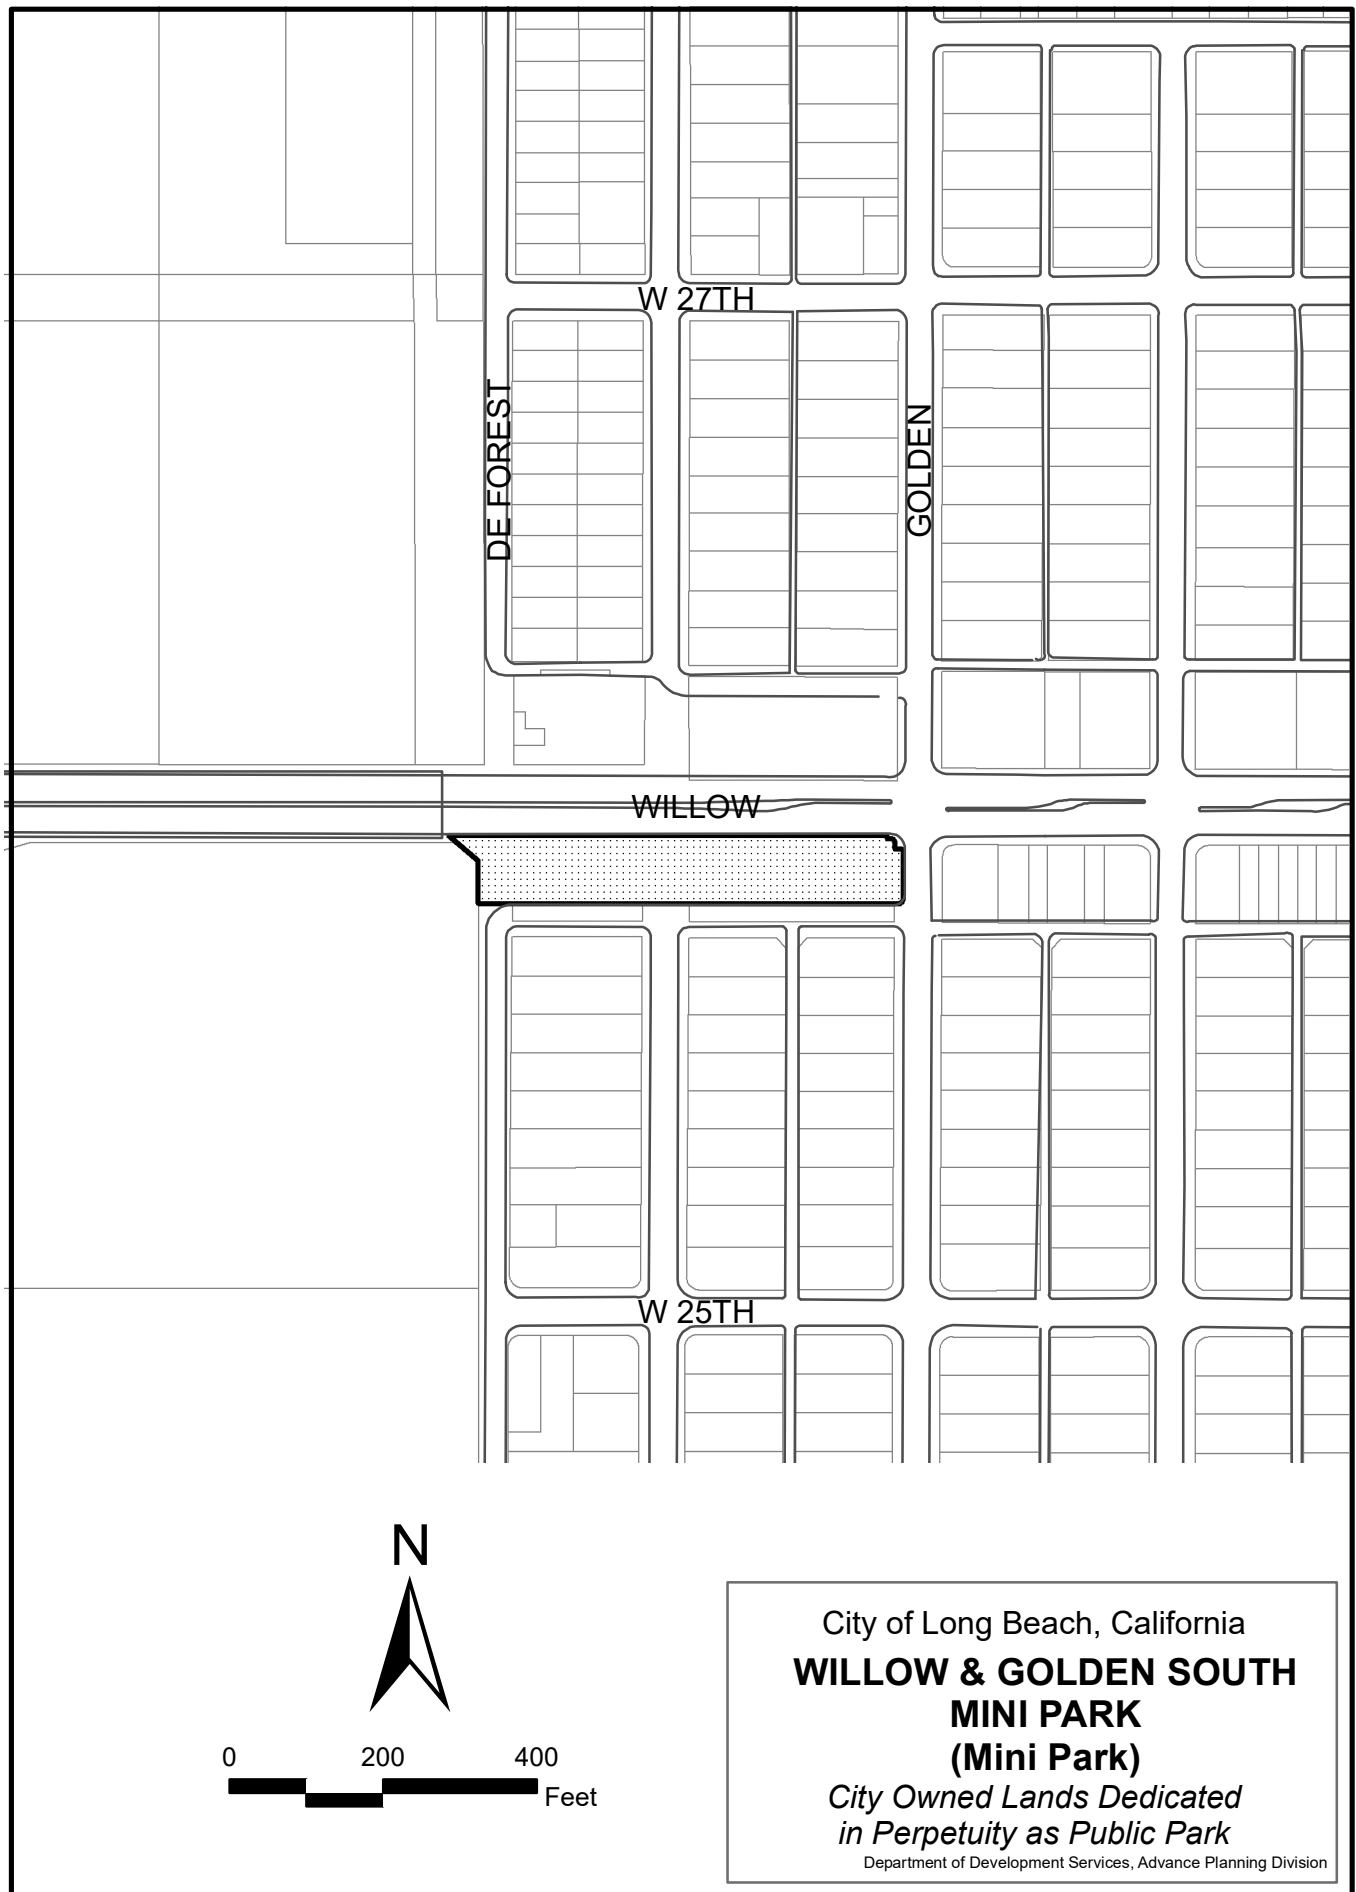 W 27TH
DE FOREST
GOLDEN
WILLOW
W 25TH
N
0 200 400
Feet
City of Long Beach, California
WILLOW & GOLDEN SOUTH
MINI PARK
(Mini Park)
City Owned Lands Dedicated
in Perpetuity as Public Park
Department of Development Services, Advance Planning Division